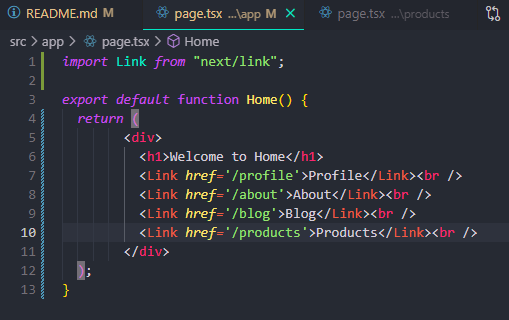 README.md M page.tsx ...\app M page.tsx ...\products
src > app > page.tsx > Home
1 import Link from "next/link";
2
3 export default function Home() {
4 return (
5 <div>
6 <h1>Welcome to Home</h1>
7 <Link href='/profile'>Profile</Link><br />
8 <Link href='/about'>About</Link><br />
9 <Link href='/blog'>Blog</Link><br />
10 <Link href='/products'>Products</Link><br />
11 </div>
12 );
13 }